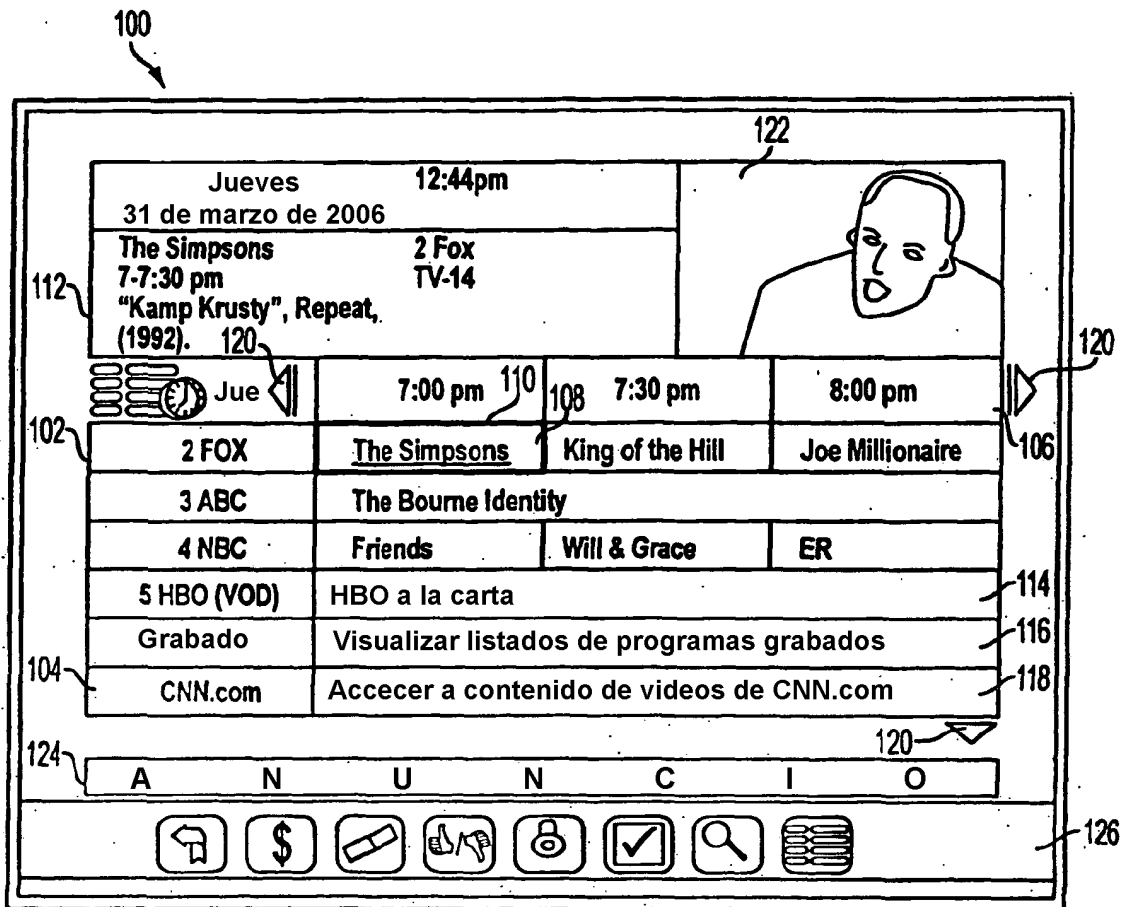 100
122
Jueves 12:44pm
31 de marzo de 2006
The Simpsons 2 Fox
7-7:30 pm TV-14
112
"Kamp Krusty", Repeat,
(1992).
120
120
Jue 7:00 pm 110 7:30 pm 8:00 pm
108
102
106
2 FOX The Simpsons King of the Hill Joe Millionaire
3 ABC The Bourne Identity
4 NBC Friends Will & Grace ER
5 HBO (VOD) HBO a la carta 114
Grabado Visualizar listados de programas grabados 116
104
CNN.com Accecer a contenido de videos de CNN.com 118
120
124
A N U N C I O
$
126